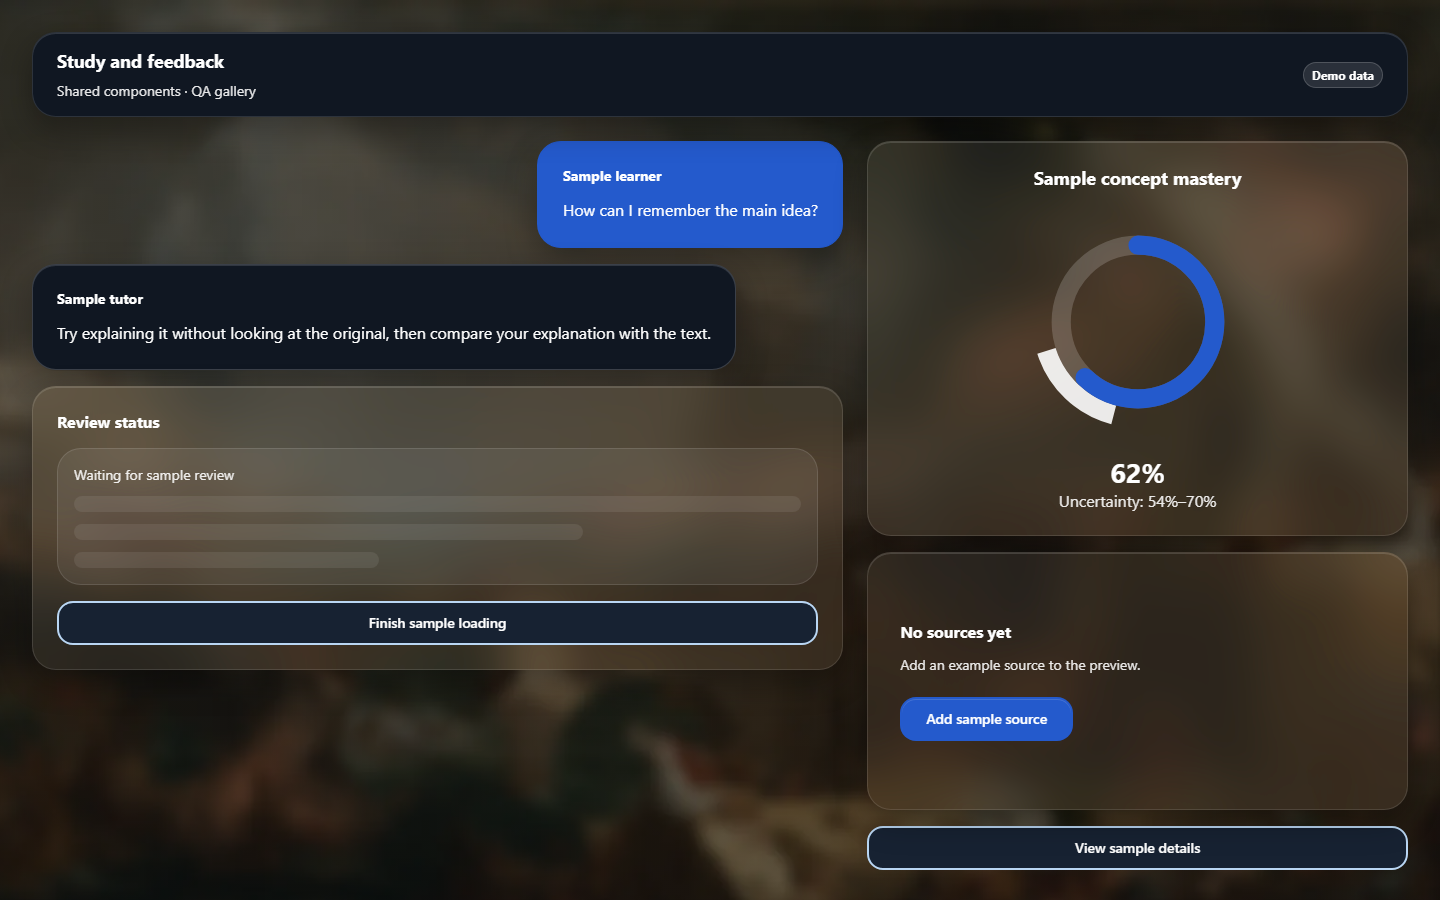 Study and feedback
Shared components · QA gallery
Demo data
Sample learner
How can I remember the main idea?
Sample tutor
Try explaining it without looking at the original, then compare your explanation with the text.
Review status
Waiting for sample review
Finish sample loading
Sample concept mastery
62%
Uncertainty: 54%–70%
No sources yet
Add an example source to the preview.
Add sample source
View sample details